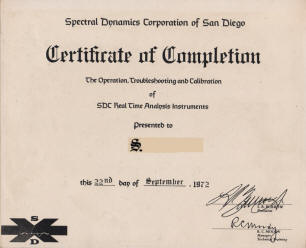 Spectral Dynamics Corporation of San Diego
Certificate of Completion
The Operation, Troubleshooting and Calibration
of
SDC Real Time Analysis Instruments
Presented to
S.
this 22nd day of September, 1972
S
D